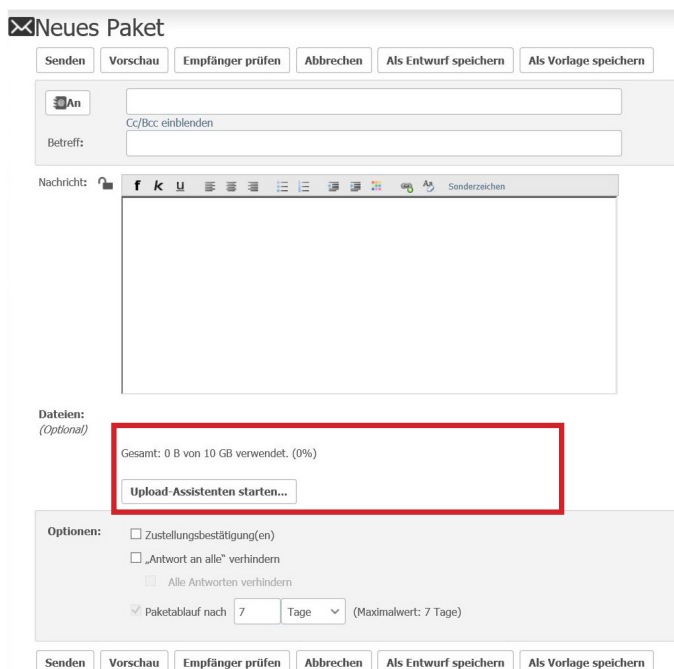 Neues Paket
Senden Vorschau Empfänger prüfen Abbrechen Als Entwurf speichern Als Vorlage speichern
An
Cc/Bcc einblenden
Betreff:
Nachricht: f k u Sonderzeichen
Dateien:
(Optional)
Gesamt: 0 B von 10 GB verwendet. (0%)
Upload-Assistenten starten...
Optionen: Zustellungsbestätigung(en)
„Antwort an alle“ verhindern
Alle Antworten verhindern
Paketablauf nach 7 Tage (Maximalwert: 7 Tage)
Senden Vorschau Empfänger prüfen Abbrechen Als Entwurf speichern Als Vorlage speichern